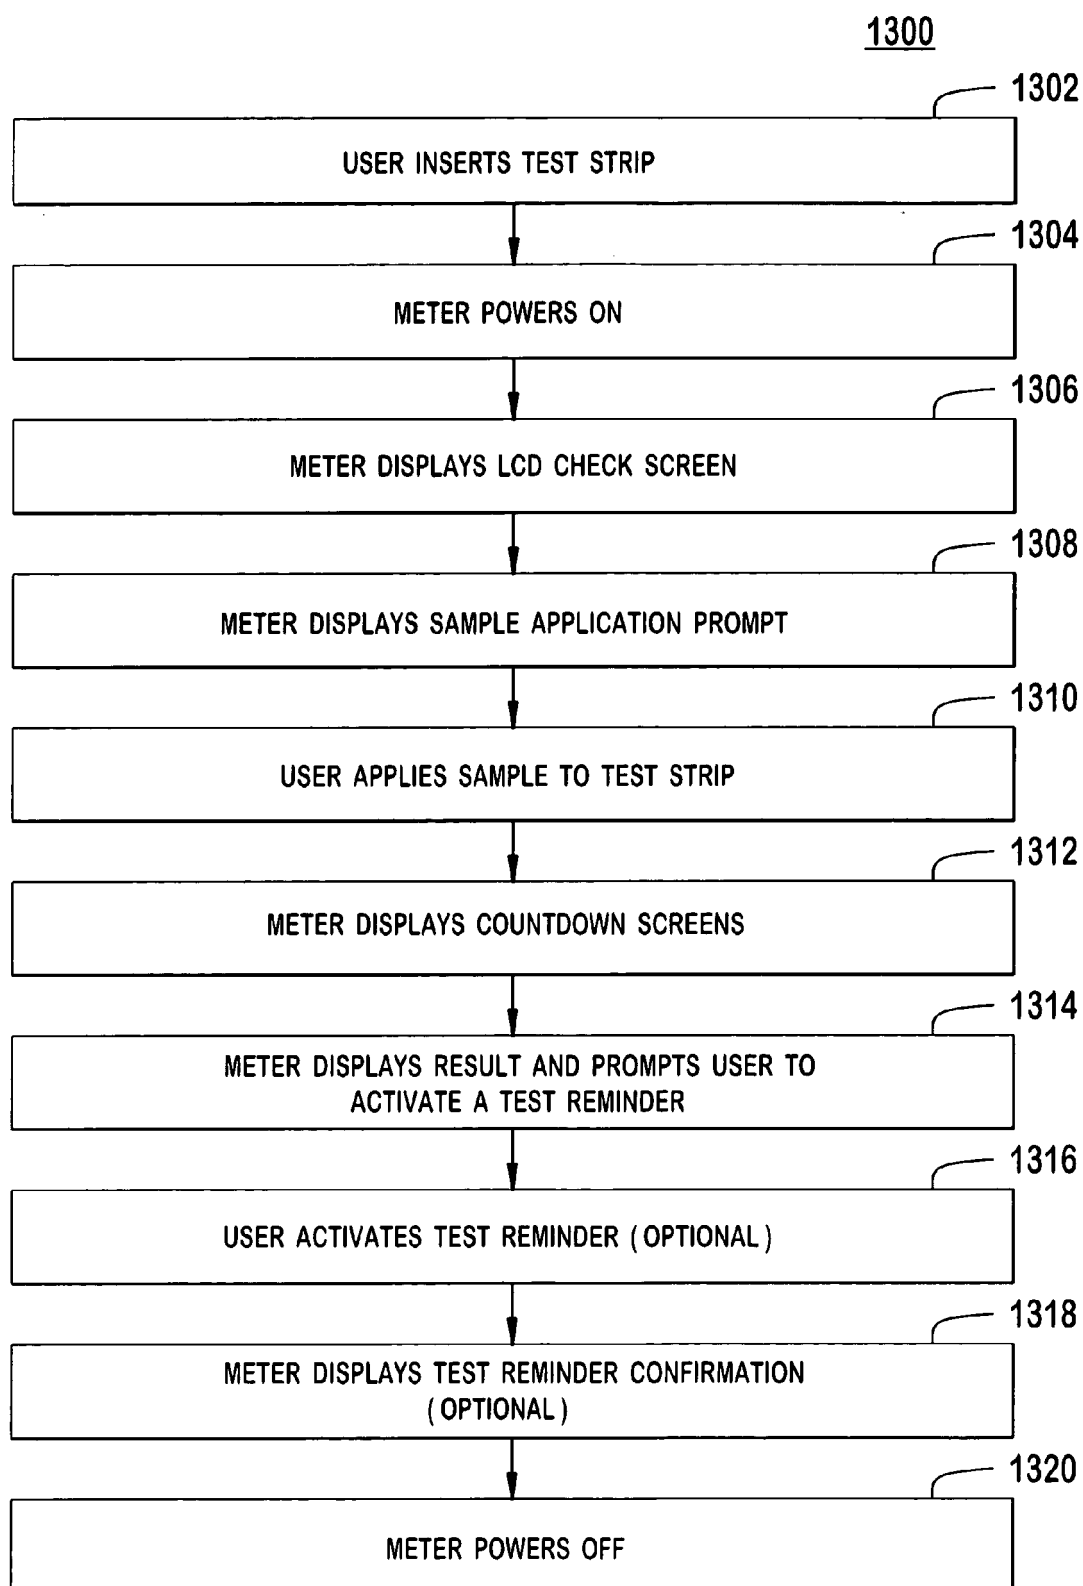 1300
1302
USER INSERTS TEST STRIP
1304
METER POWERS ON
1306
METER DISPLAYS LCD CHECK SCREEN
1308
METER DISPLAYS SAMPLE APPLICATION PROMPT
1310
USER APPLIES SAMPLE TO TEST STRIP
1312
METER DISPLAYS COUNTDOWN SCREENS
1314
METER DISPLAYS RESULT AND PROMPTS USER TO
ACTIVATE A TEST REMINDER
1316
USER ACTIVATES TEST REMINDER (OPTIONAL)
1318
METER DISPLAYS TEST REMINDER CONFIRMATION
(OPTIONAL)
1320
METER POWERS OFF